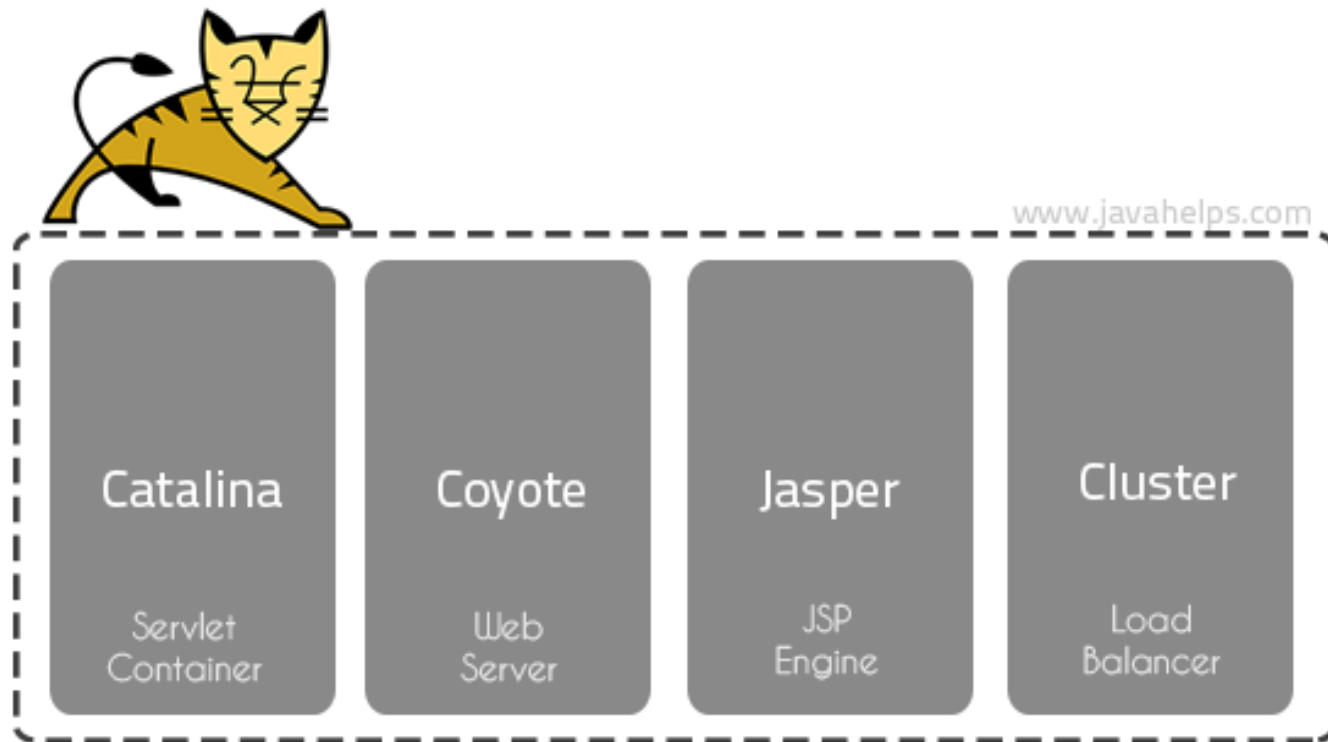 www.javahelps.com
Catalina
Servlet
Container
Coyote
Web
Server
Jasper
JSP
Engine
Cluster
Load
Balancer